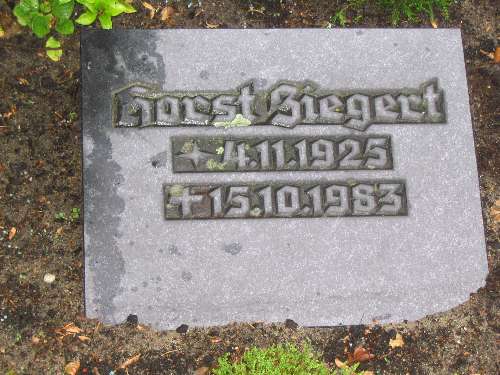 Horst Siegert
* 4.11.1925
† 15.10.1983